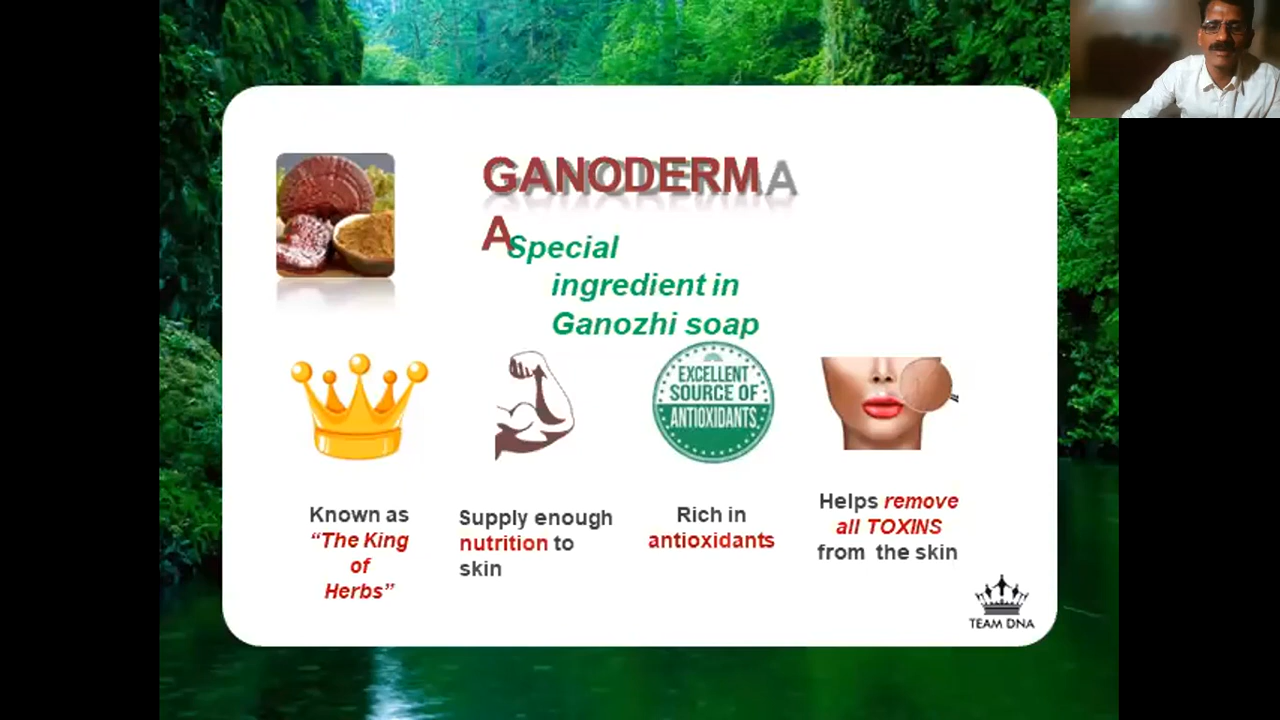 GANODERM
A
Special
ingredient in
Ganozhi soap
EXCELLENT
SOURCE OF
ANTIOXIDANTS
Known as
“The King
of
Herbs”
Supply enough
nutrition to
skin
Rich in
antioxidants
Helps remove
all TOXINS
from the skin
TEAM DNA